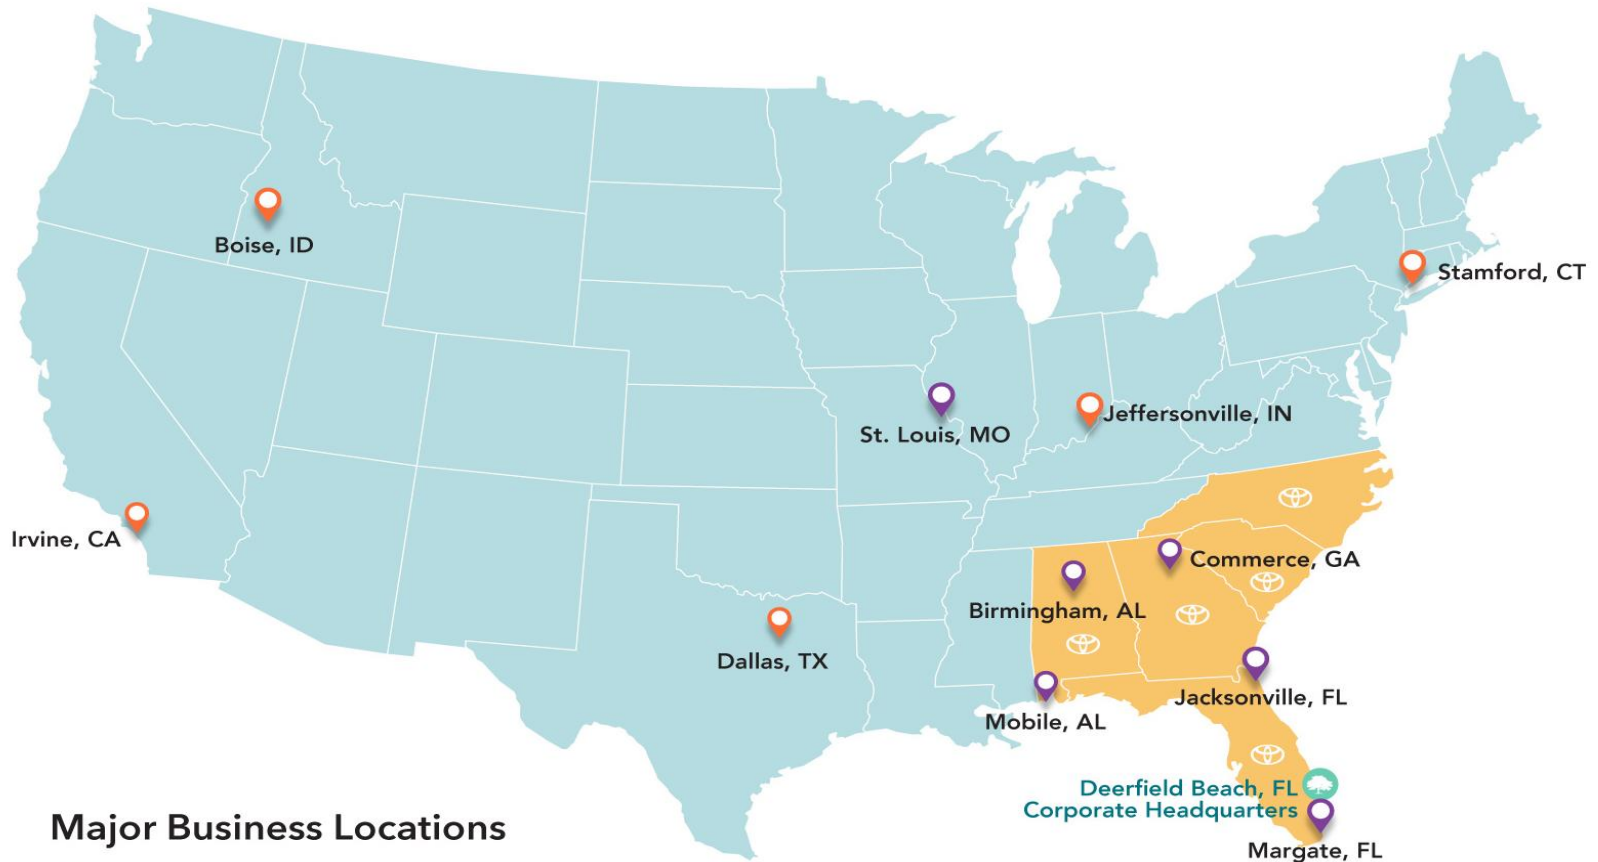 Boise, ID
Stamford, CT
Jeffersonville, IN
St. Louis, MO
Irvine, CA
Commerce, GA
Birmingham, AL
Dallas, TX
Jacksonville, FL
Mobile, AL
Deerfield Beach, FL
Corporate Headquarters
Major Business Locations
Margate, FL